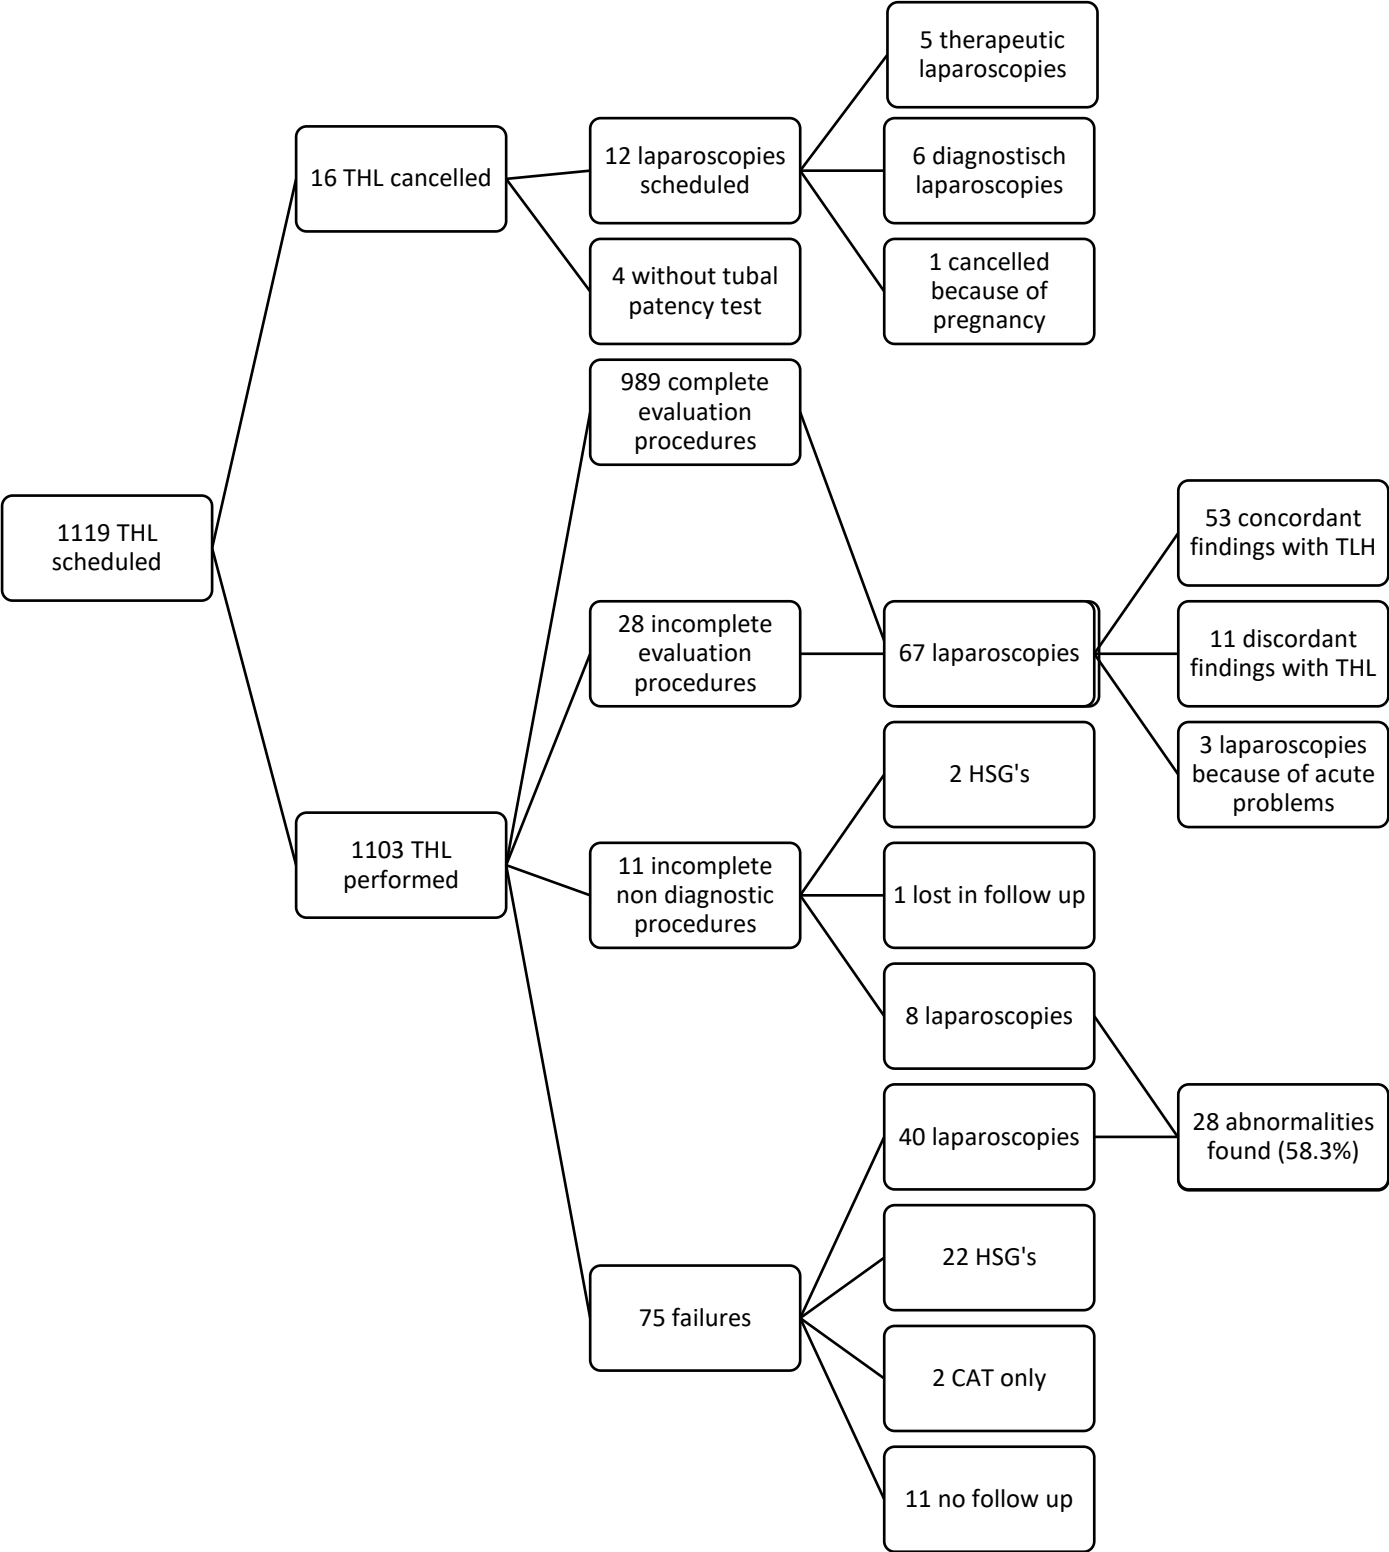 1119 THL
scheduled
16 THL cancelled
12 laparoscopies
scheduled
5 therapeutic
laparoscopies
6 diagnostisch
laparoscopies
1 cancelled
because of
pregnancy
4 without tubal
patency test
1103 THL
performed
989 complete
evaluation
procedures
28 incomplete
evaluation
procedures
67 laparoscopies
53 concordant
findings with TLH
11 discordant
findings with THL
3 laparoscopies
because of acute
problems
11 incomplete
non diagnostic
procedures
2 HSG's
1 lost in follow up
8 laparoscopies
75 failures
40 laparoscopies
28 abnormalities
found (58.3%)
22 HSG's
2 CAT only
11 no follow up